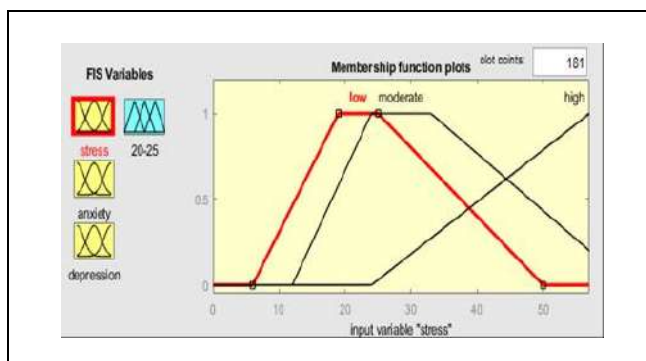 FIS Variables
stress
20-25
anxiety
depression
Membership function plots
plot points:
181
low
moderate
high
1
0.5
0
0 10 20 30 40 50
input variable "stress"